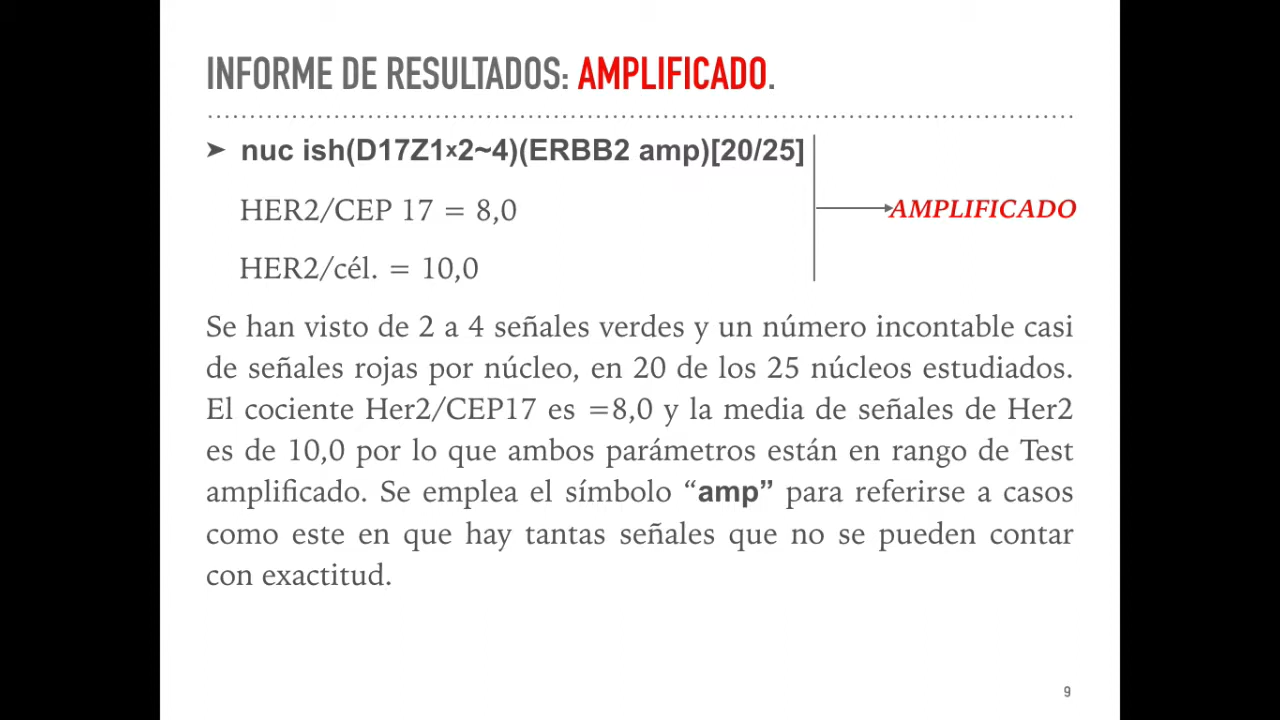 INFORME DE RESULTADOS: AMPLIFICADO.
➤ nuc ish(D17Z1x2~4)(ERBB2 amp)[20/25]
HER2/CEP 17 = 8,0
AMPLIFICADO
HER2/cél. = 10,0
Se han visto de 2 a 4 señales verdes y un número incontable casi
de señales rojas por núcleo, en 20 de los 25 núcleos estudiados.
El cociente Her2/CEP17 es =8,0 y la media de señales de Her2
es de 10,0 por lo que ambos parámetros están en rango de Test
amplificado. Se emplea el símbolo “amp” para referirse a casos
como este en que hay tantas señales que no se pueden contar
con exactitud.
9